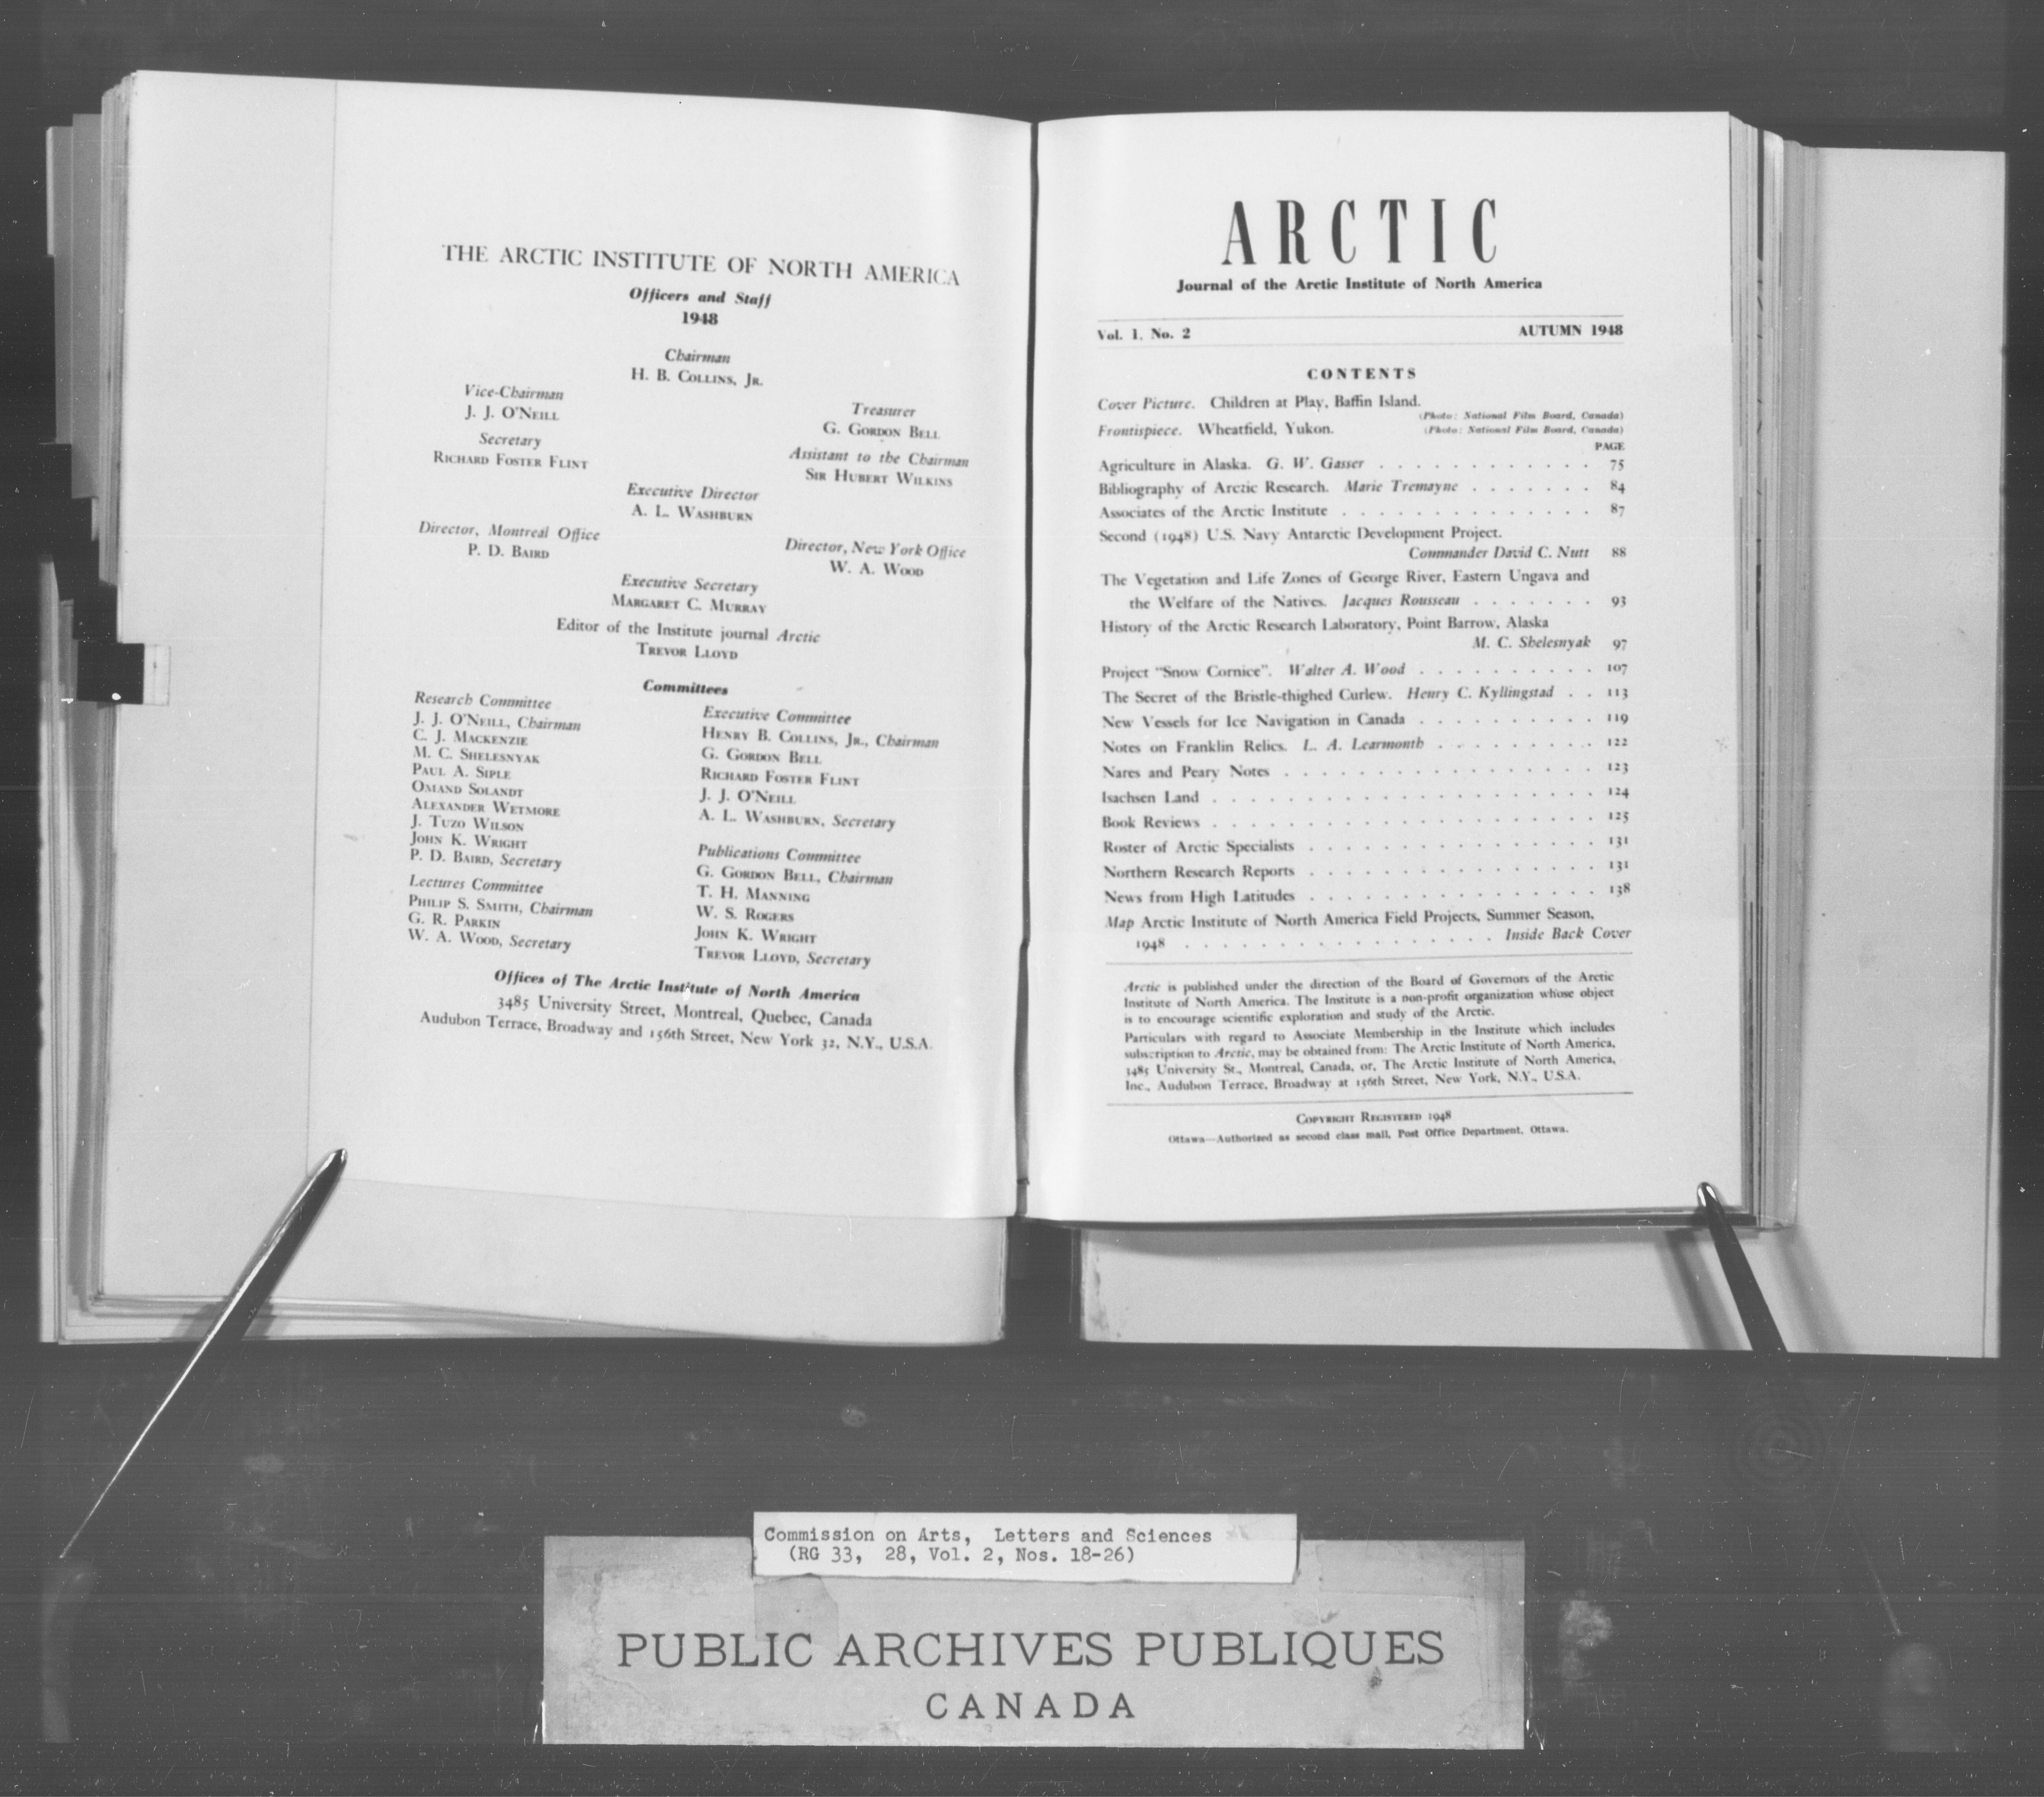 THE ARCTIC INSTITUTE OF NORTH AMERICA
Officers and Staff
1948
Chairman
H. B. COLLINS, JR.
Vice-Chairman
J. J. O'NEILL
Treasurer
G. GORDON BELL
Secretary
RICHARD FOSTER FLINT
Assistant to the Chairman
SIR HUBERT WILKINS
Executive Director
A. L. WASHBURN
Director, Montreal Office
P. D. BAIRD
Director, New York Office
W. A. WOOD
Executive Secretary
MARGARET C. MURRAY
Editor of the Institute journal Arctic
TREVOR LLOYD
Committees
Research Committee
J. J. O'NEILL, Chairman
C. J. MACKENZIE
M. C. SHELESNYAK
PAUL A. SIPLE
OMAND SOLANDT
ALEXANDER WETMORE
J. TUZO WILSON
JOHN K. WRIGHT
P. D. BAIRD, Secretary
Lectures Committee
PHILIP S. SMITH, Chairman
G. R. PARKIN
W. A. WOOD, Secretary
Executive Committee
HENRY B. COLLINS, JR., Chairman
G. GORDON BELL
RICHARD FOSTER FLINT
J. J. O'NEILL
A. L. WASHBURN, Secretary
Publications Committee
G. GORDON BELL, Chairman
T. H. MANNING
W. S. ROGERS
JOHN K. WRIGHT
TREVOR LLOYD, Secretary
Offices of The Arctic Institute of North America
3485 University Street, Montreal, Quebec, Canada
Audubon Terrace, Broadway and 156th Street, New York 32, N.Y., U.S.A.
ARCTIC
Journal of the Arctic Institute of North America
Vol. 1, No. 2 AUTUMN 1948
CONTENTS
Cover Picture. Children at Play, Baffin Island.
(Photo: National Film Board, Canada)
Frontispiece. Wheatfield, Yukon. (Photo: National Film Board, Canada)
PAGE
Agriculture in Alaska. G. W. Gasser . . . . . . . . . . . . 75
Bibliography of Arctic Research. Marie Tremayne . . . . . . . 84
Associates of the Arctic Institute . . . . . . . . . . . . . . 87
Second (1948) U.S. Navy Antarctic Development Project.
Commander David C. Nutt 88
The Vegetation and Life Zones of George River, Eastern Ungava and
the Welfare of the Natives. Jacques Rousseau . . . . . . . 93
History of the Arctic Research Laboratory, Point Barrow, Alaska
M. C. Shelesnyak 97
Project "Snow Cornice". Walter A. Wood . . . . . . . . . . 107
The Secret of the Bristle-thighed Curlew. Henry C. Kyllingstad . . 113
New Vessels for Ice Navigation in Canada . . . . . . . . . . 119
Notes on Franklin Relics. L. A. Learmonth . . . . . . . . . 122
Nares and Peary Notes . . . . . . . . . . . . . . . . . 123
Isachsen Land . . . . . . . . . . . . . . . . . . . . . 124
Book Reviews . . . . . . . . . . . . . . . . . . . . . 125
Roster of Arctic Specialists . . . . . . . . . . . . . . . . 131
Northern Research Reports . . . . . . . . . . . . . . . . 131
News from High Latitudes . . . . . . . . . . . . . . . . 138
Map Arctic Institute of North America Field Projects, Summer Season,
1948 . . . . . . . . . . . . . . . . . Inside Back Cover
Arctic is published under the direction of the Board of Governors of the Arctic
Institute of North America. The Institute is a non-profit organization whose object
is to encourage scientific exploration and study of the Arctic.
Particulars with regard to Associate Membership in the Institute which includes
subscription to Arctic, may be obtained from: The Arctic Institute of North America,
3485 University St., Montreal, Canada, or, The Arctic Institute of North America,
Inc., Audubon Terrace, Broadway at 156th Street, New York, N.Y., U.S.A.
COPYRIGHT REGISTERED 1948
Ottawa—Authorized as second class mail, Post Office Department, Ottawa.
Commission on Arts, Letters and Sciences
(RG 33, 28, Vol. 2, Nos. 18-26)
PUBLIC ARCHIVES PUBLIQUES
CANADA